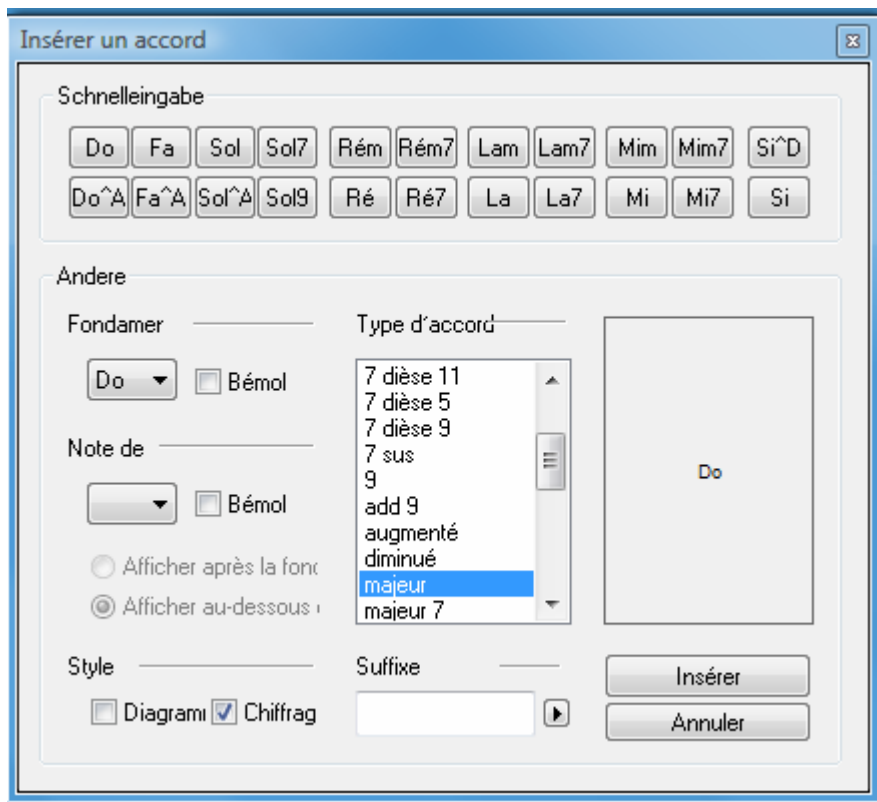 Insérer un accord
Schnelleingabe
Do Fa Sol Sol7 Rém Rém7 Lam Lam7 Mim Mim7 Si^D
Do^A Fa^A Sol^A Sol9 Ré Ré7 La La7 Mi Mi7 Si
Andere
Fondamer
Do Bémol
Note de
Bémol
Afficher après la fond
Afficher au-dessous
Style
Diagrami Chiffrag
Type d'accord
7 dièse 11
7 dièse 5
7 dièse 9
7 sus
9
add 9
augmenté
diminué
majeur
majeur 7
Suffixe
Do
Insérer
Annuler